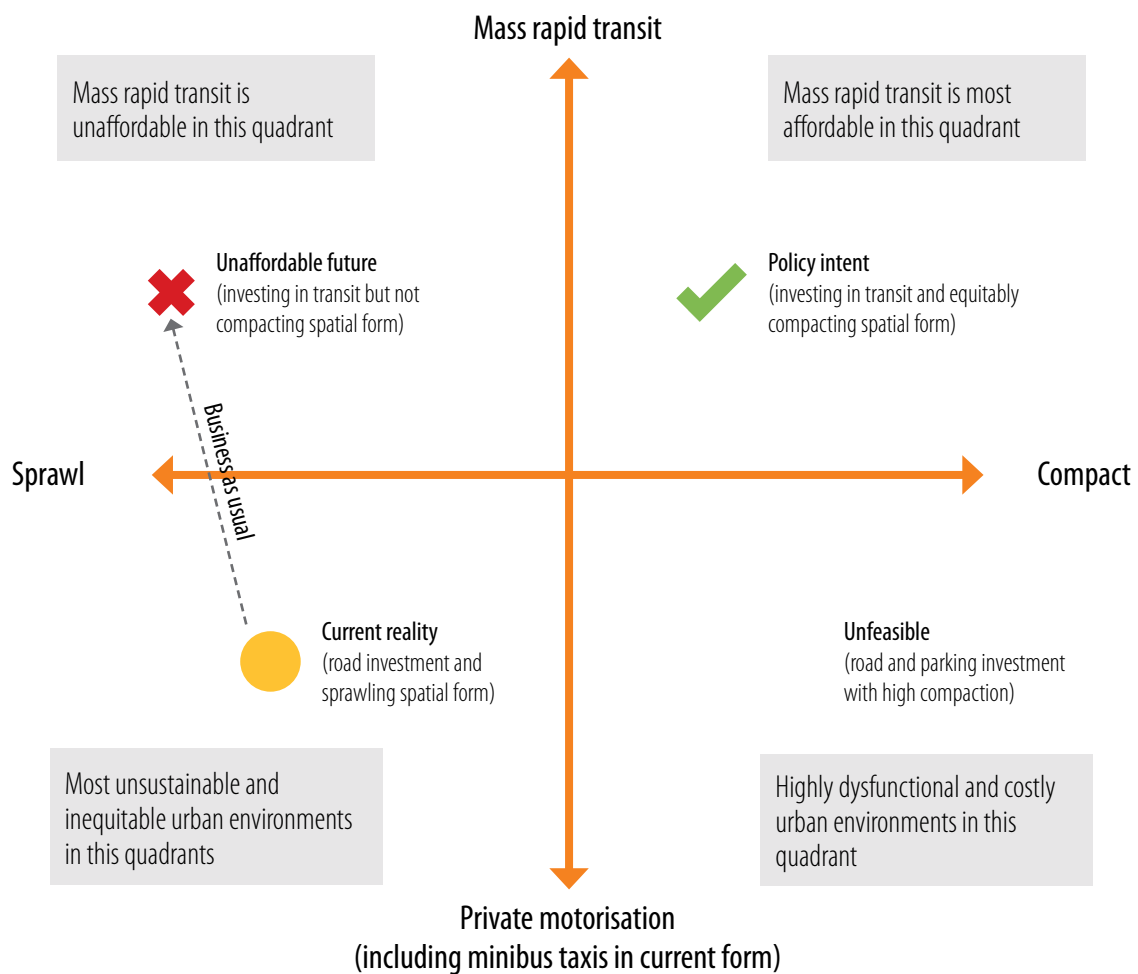 Mass rapid transit
Mass rapid transit is
unaffordable in this quadrant
Mass rapid transit is most
affordable in this quadrant
Unaffordable future
(investing in transit but not
compacting spatial form)
Policy intent
(investing in transit and equitably
compacting spatial form)
Business as usual
Sprawl
Compact
Current reality
(road investment and
sprawling spatial form)
Unfeasible
(road and parking investment
with high compaction)
Most unsustainable and
inequitable urban environments
in this quadrants
Highly dysfunctional and costly
urban environments in this
quadrant
Private motorisation
(including minibus taxis in current form)